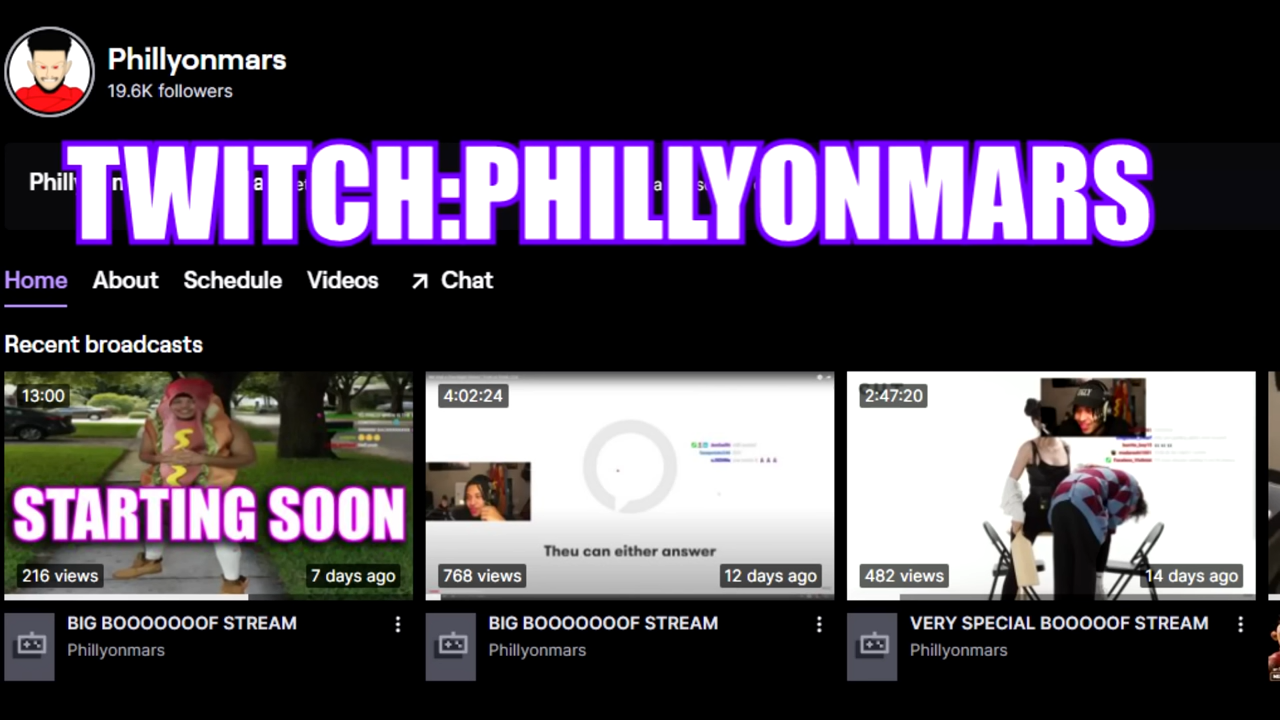 Phillyonmars
19.6K followers
TWITCH:PHILLYONMARS
Home About Schedule Videos Chat
Recent broadcasts
13:00
4:02:24
2:47:20
STARTING SOON
Theu can either answer
216 views
7 days ago
768 views
12 days ago
482 views
14 days ago
BIG BOOOOOOOF STREAM
BIG BOOOOOOOF STREAM
VERY SPECIAL BOOOOOF STREAM
Phillyonmars
Phillyonmars
Phillyonmars